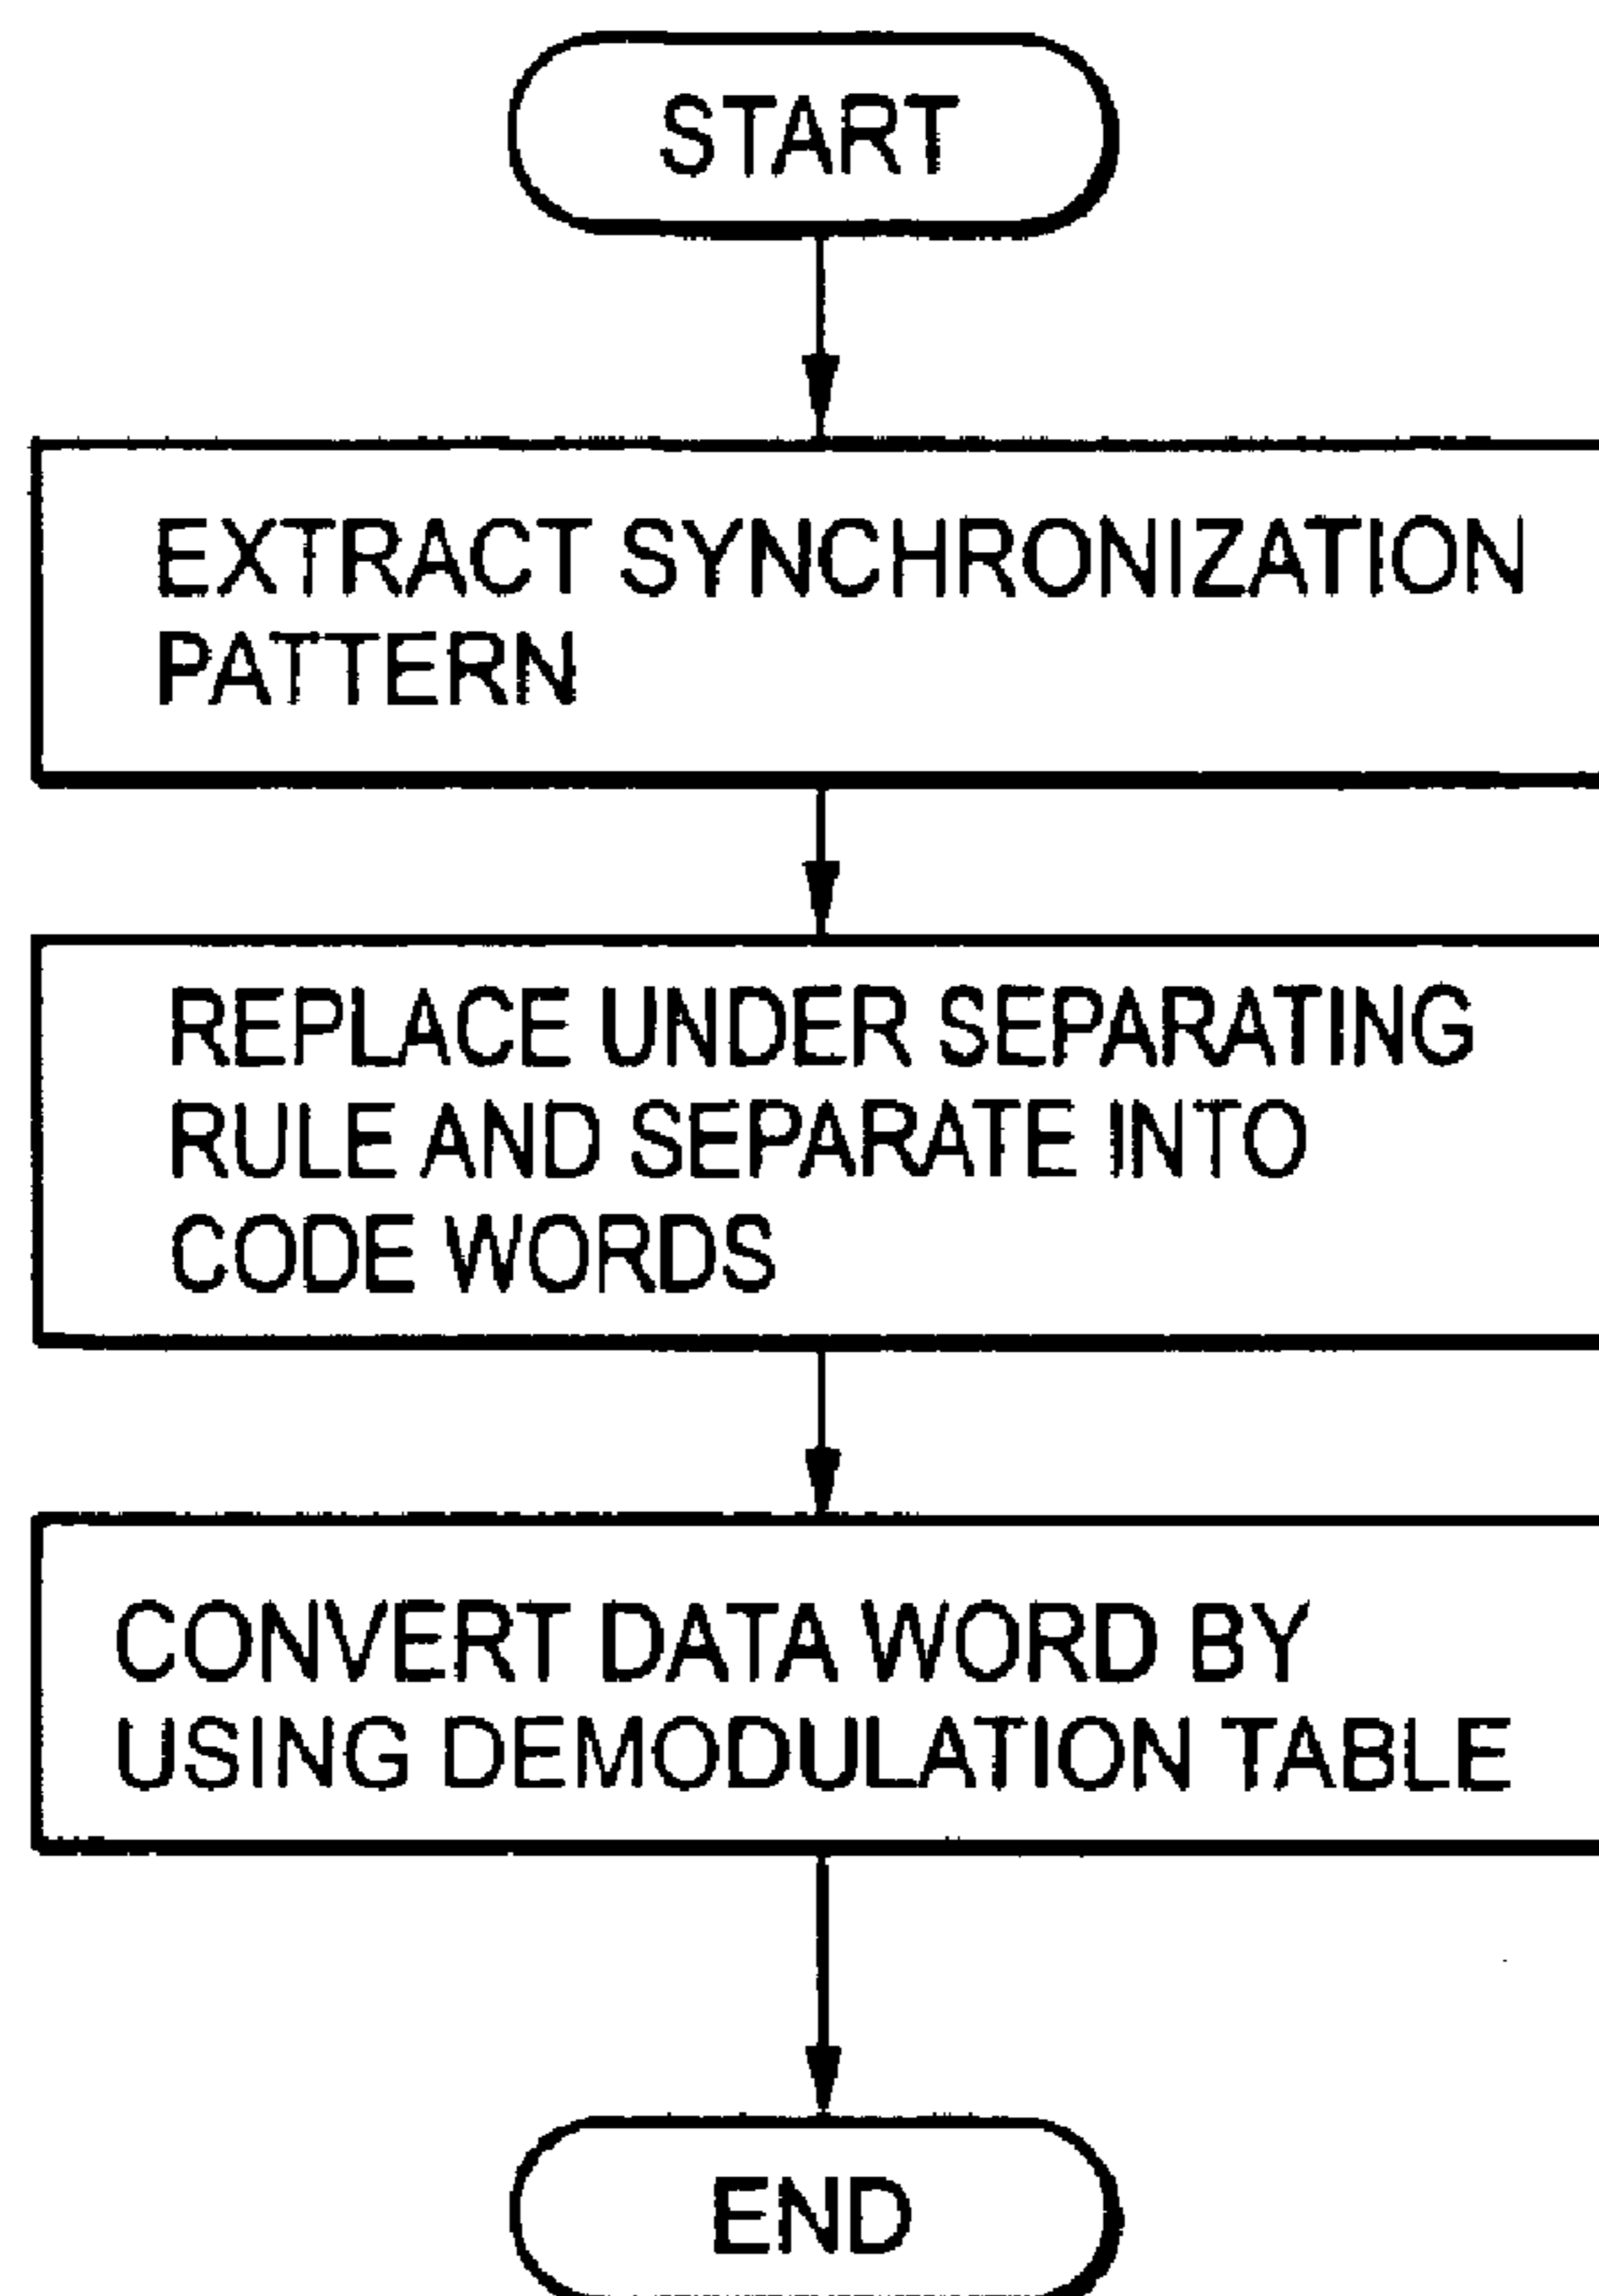 START
EXTRACT SYNCHRONIZATION
PATTERN
REPLACE UNDER SEPARATING
RULE AND SEPARATE INTO
CODE WORDS
CONVERT DATA WORD BY
USING DEMODULATION TABLE
END